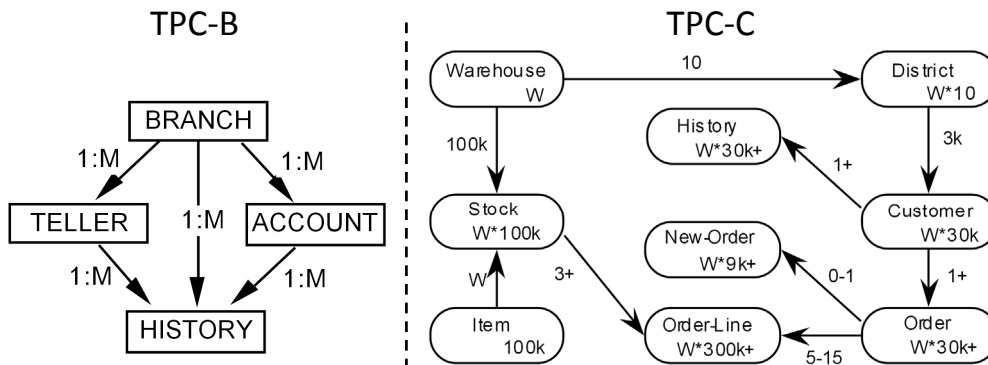 TPC-B
BRANCH
1:M
1:M
1:M
TELLER
ACCOUNT
1:M
1:M
HISTORY
TPC-C
Warehouse
W
10
District
W*10
History
W*30k+
100k
3k
1+
Stock
W*100k
Customer
W*30k
New-Order
W*9k+
W
3+
0-1
1+
Item
100k
Order-Line
W*300k+
5-15
Order
W*30k+